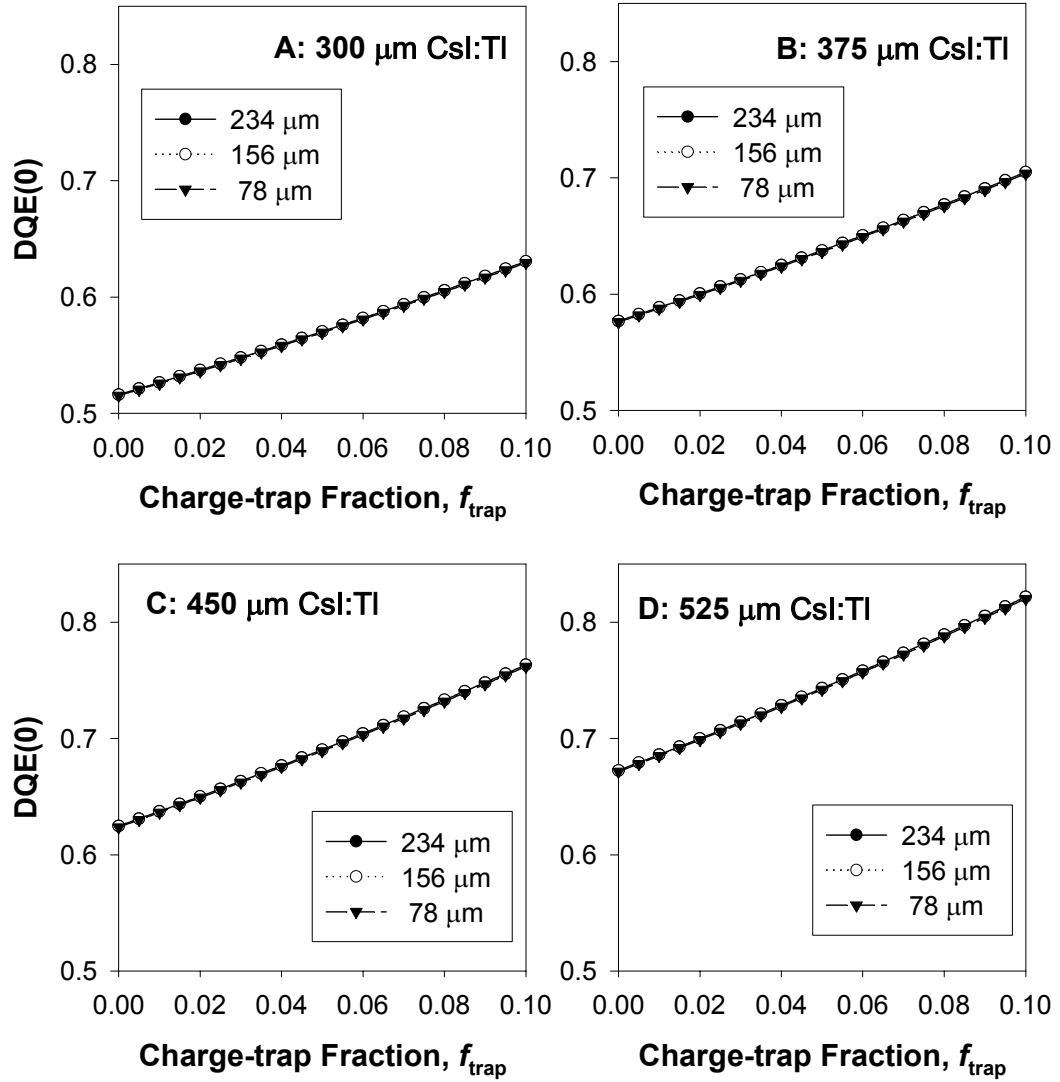 A: 300 μm CsI:Tl
234 μm
156 μm
78 μm
DQE(0)
0.8
0.7
0.6
0.5
0.00 0.02 0.04 0.06 0.08 0.10
Charge-trap Fraction, f_trap
B: 375 μm CsI:Tl
234 μm
156 μm
78 μm
0.8
0.7
0.6
0.5
0.00 0.02 0.04 0.06 0.08 0.10
Charge-trap Fraction, f_trap
C: 450 μm CsI:Tl
234 μm
156 μm
78 μm
DQE(0)
0.8
0.7
0.6
0.5
0.00 0.02 0.04 0.06 0.08 0.10
Charge-trap Fraction, f_trap
D: 525 μm CsI:Tl
234 μm
156 μm
78 μm
0.8
0.7
0.6
0.5
0.00 0.02 0.04 0.06 0.08 0.10
Charge-trap Fraction, f_trap